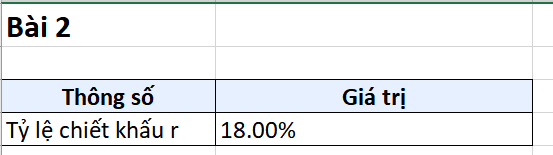 Bài 2
Thông số Giá trị
Tỷ lệ chiết khấu r 18.00%